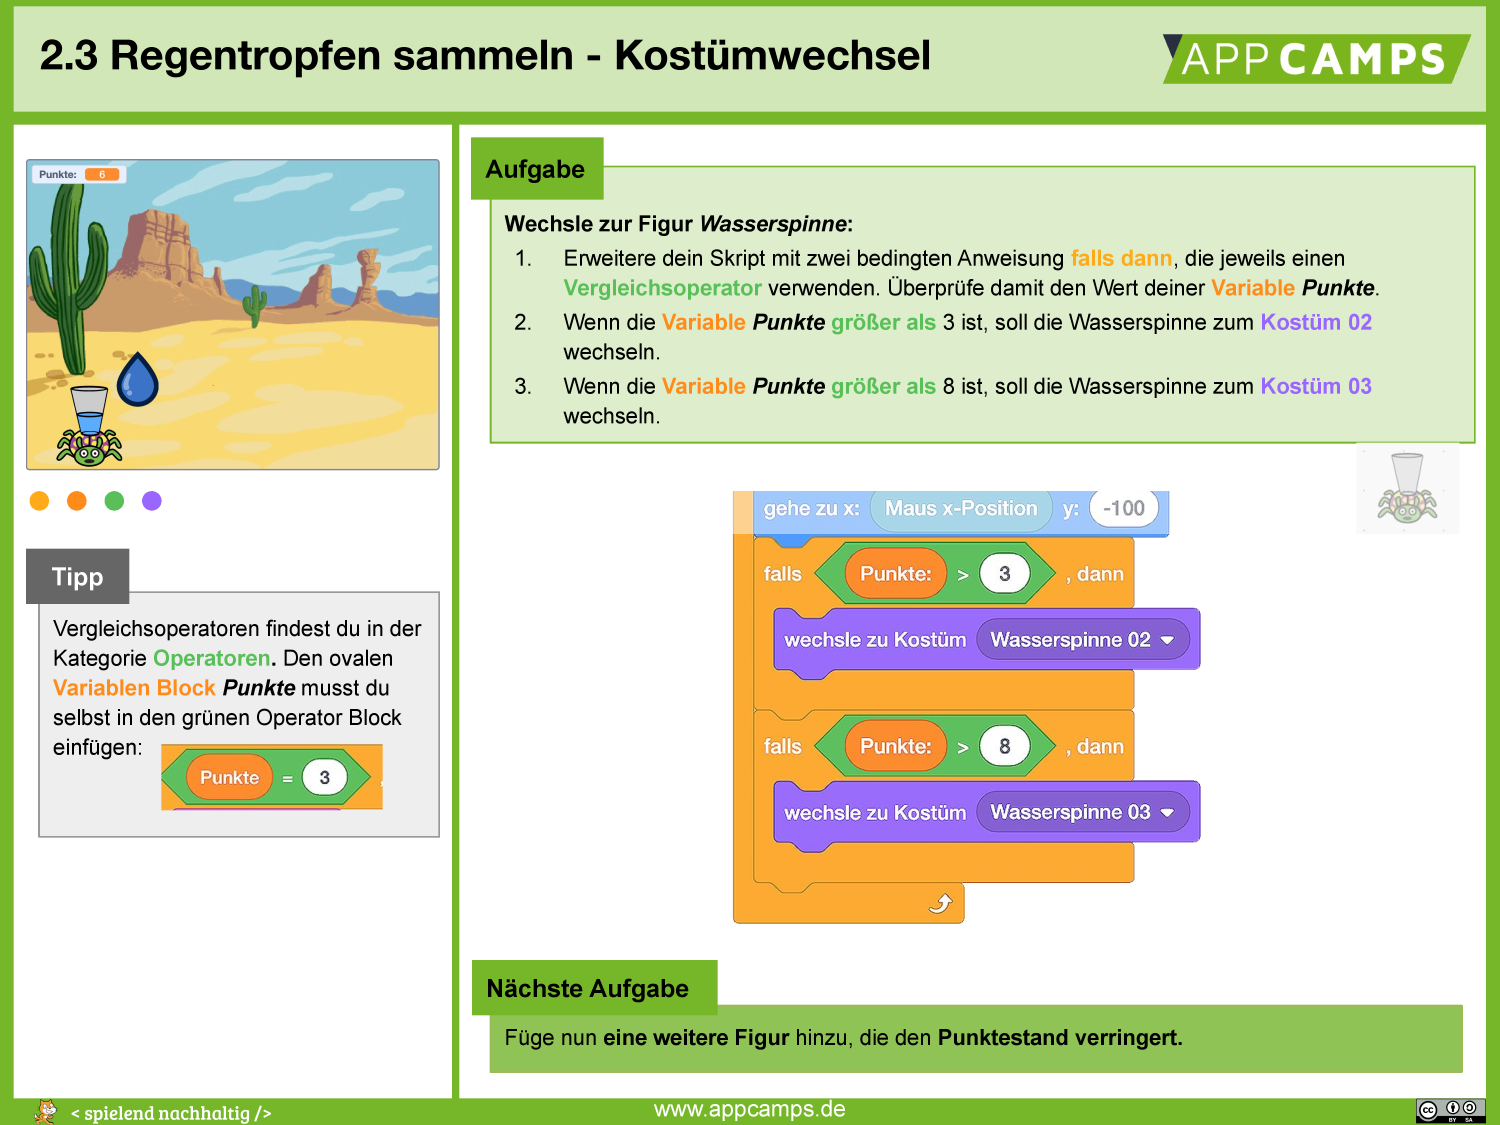 2.3 Regentropfen sammeln - Kostümwechsel
APP CAMPS
Punkte: 6
Tipp
Vergleichsoperatoren findest du in der
Kategorie Operatoren. Den ovalen
Variablen Block Punkte musst du
selbst in den grünen Operator Block
einfügen:
Punkte = 3
Aufgabe
Wechsle zur Figur Wasserspinne:
1. Erweitere dein Skript mit zwei bedingten Anweisung falls dann, die jeweils einen
Vergleichsoperator verwenden. Überprüfe damit den Wert deiner Variable Punkte.
2. Wenn die Variable Punkte größer als 3 ist, soll die Wasserspinne zum Kostüm 02
wechseln.
3. Wenn die Variable Punkte größer als 8 ist, soll die Wasserspinne zum Kostüm 03
wechseln.
gehe zu x: Maus x-Position y: -100
falls Punkte: > 3 , dann
wechsle zu Kostüm Wasserspinne 02
falls Punkte: > 8 , dann
wechsle zu Kostüm Wasserspinne 03
Nächste Aufgabe
Füge nun eine weitere Figur hinzu, die den Punktestand verringert.
< spielend nachhaltig />
www.appcamps.de
cc
BY SA